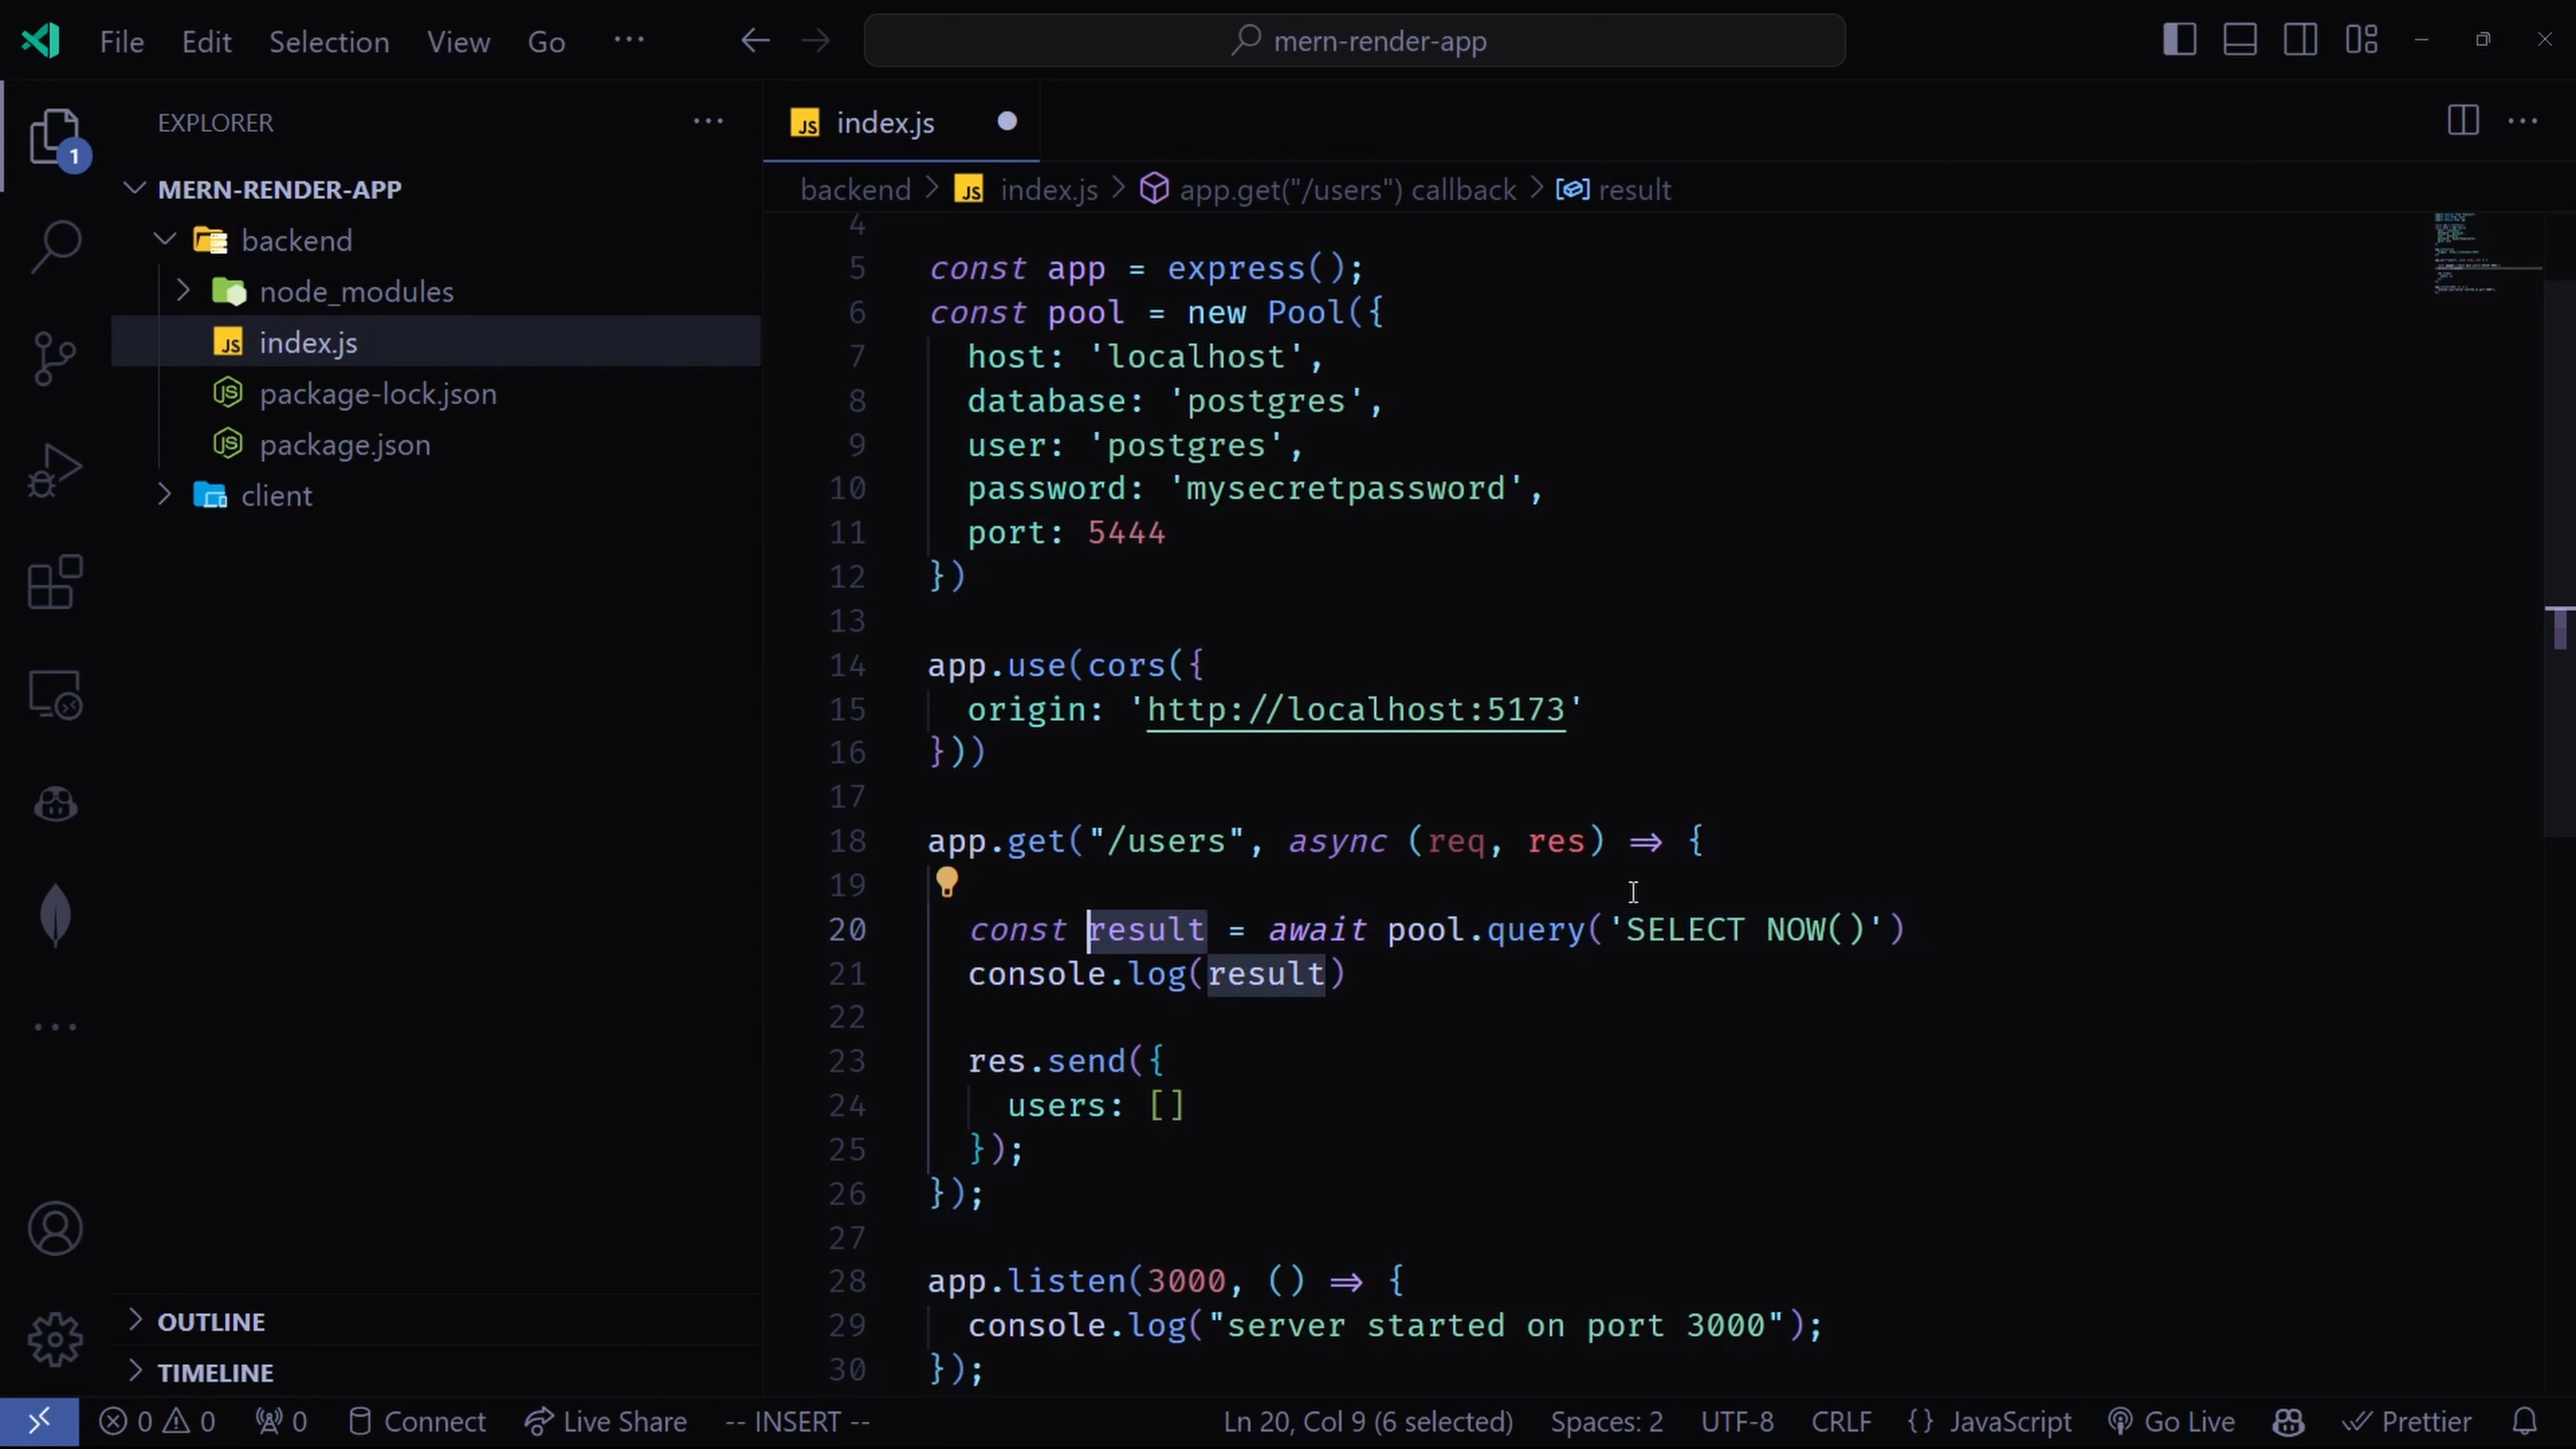 File Edit Selection View Go ··· mern-render-app
EXPLORER ···
1
MERN-RENDER-APP
backend
node_modules
JS index.js
package-lock.json
package.json
client
OUTLINE
TIMELINE
JS index.js
backend > JS index.js > app.get("/users") callback > result
4
5 const app = express();
6 const pool = new Pool({
7 host: 'localhost',
8 database: 'postgres',
9 user: 'postgres',
10 password: 'mysecretpassword',
11 port: 5444
12 })
13
14 app.use(cors({
15 origin: 'http://localhost:5173'
16 }))
17
18 app.get("/users", async (req, res) => {
19
20 const result = await pool.query('SELECT NOW()')
21 console.log(result)
22
23 res.send({
24 users: []
25 });
26 });
27
28 app.listen(3000, () => {
29 console.log("server started on port 3000");
30 });
0 0 0 Connect Live Share -- INSERT -- Ln 20, Col 9 (6 selected) Spaces: 2 UTF-8 CRLF {} JavaScript Go Live Prettier